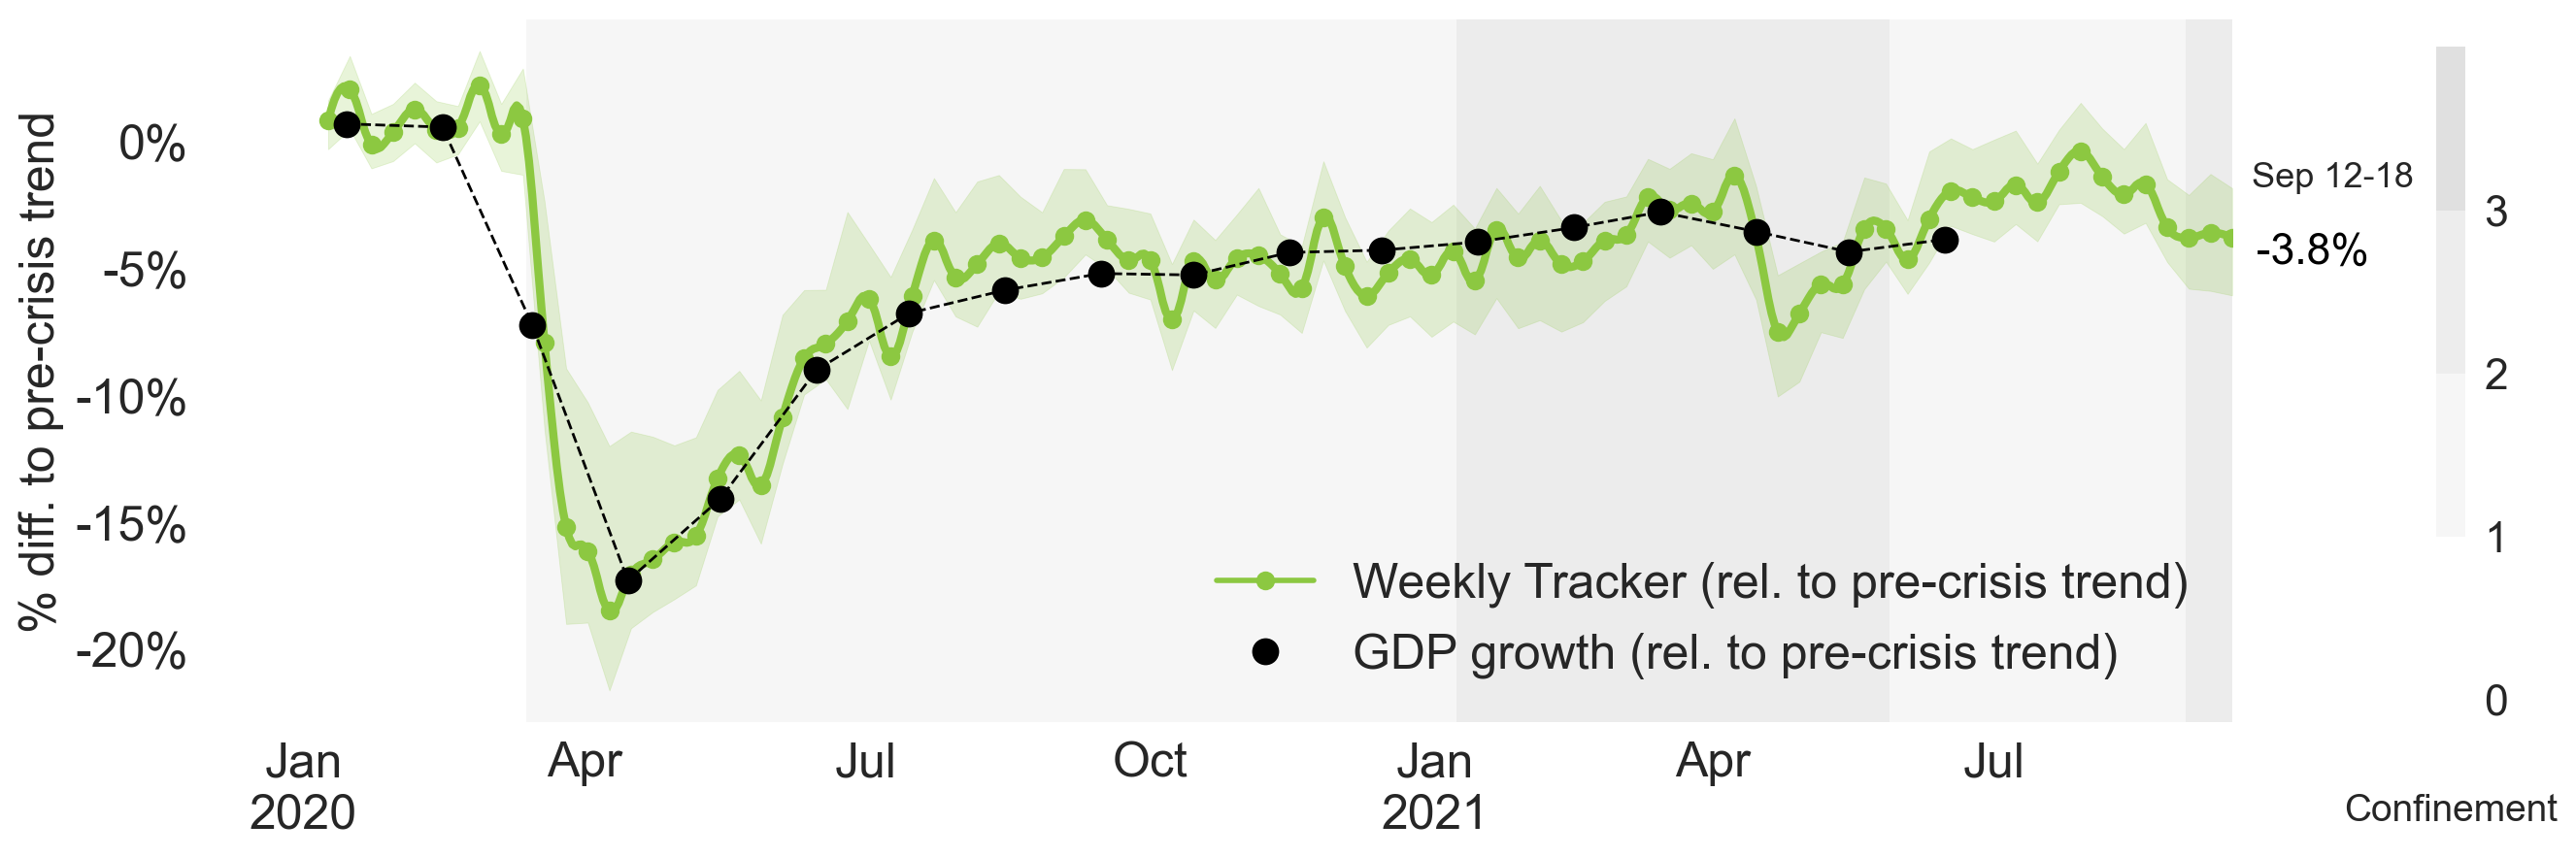 % diff. to pre-crisis trend
0%
-5%
-10%
-15%
-20%
Jan
2020
Apr
Jul
Oct
Jan
2021
Apr
Jul
Weekly Tracker (rel. to pre-crisis trend)
GDP growth (rel. to pre-crisis trend)
Sep 12-18
-3.8%
3
2
1
0
Confinement